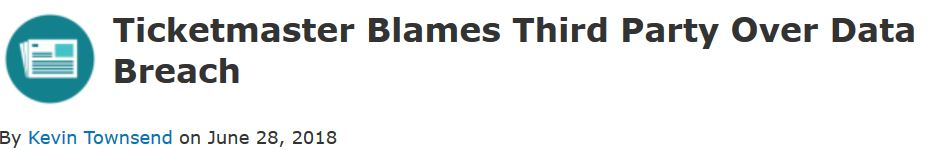 Ticketmaster Blames Third Party Over Data
Breach
By Kevin Townsend on June 28, 2018